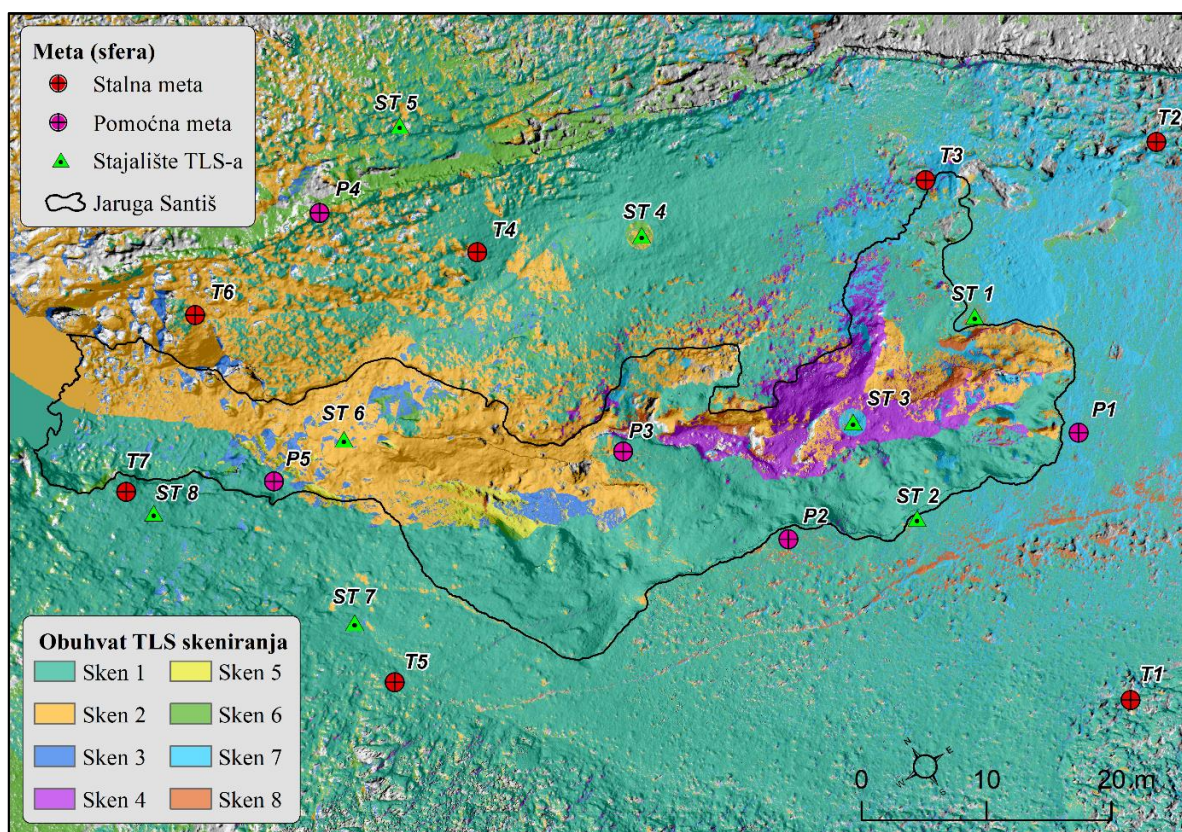 Meta (sfera)
Stalna meta
Pomoćna meta
Stajalište TLS-a
Jaruga Santiš
ST 5
T2
T3
P4
ST 4
T4
T6
ST 1
ST 3
P1
ST 6
P3
T7
P5
ST 8
ST 2
P2
ST 7
T5
T1
Obuhvat TLS skeniranja
Sken 1 Sken 5
Sken 2 Sken 6
Sken 3 Sken 7
Sken 4 Sken 8
N E
W S
0 10 20 m